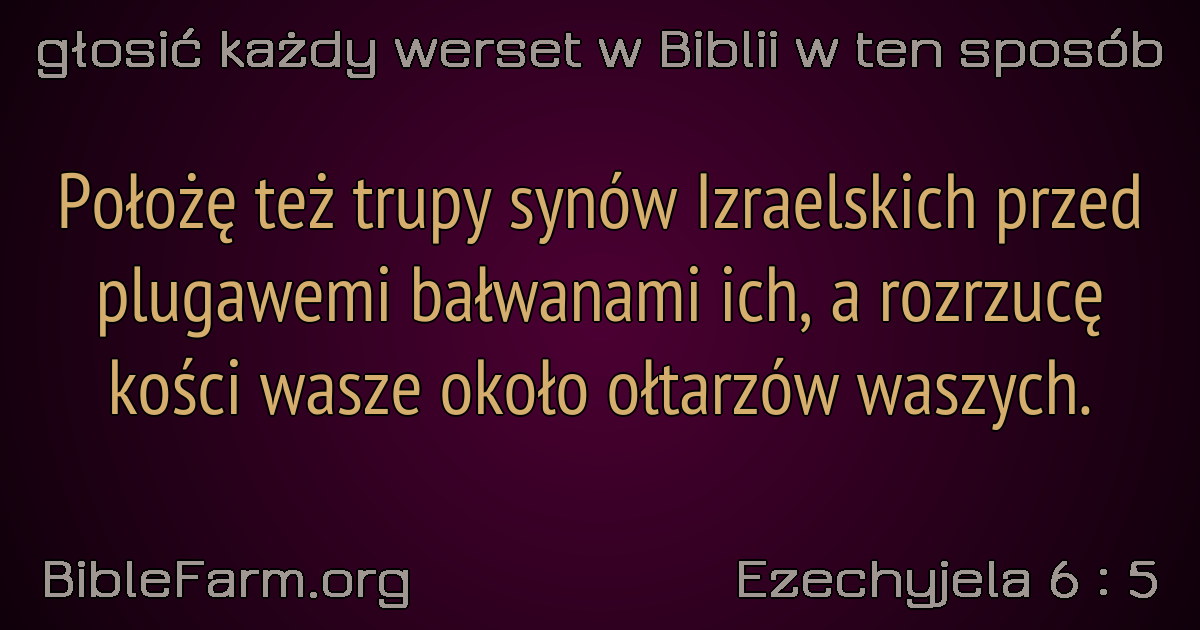 głosić każdy werset w Biblii w ten sposób
Położę też trupy synów Izraelskich przed
plugawemi bałwanami ich, a rozrzucę
kości wasze około ołtarzów waszych.
BibleFarm.org
Ezechyjela 6 : 5